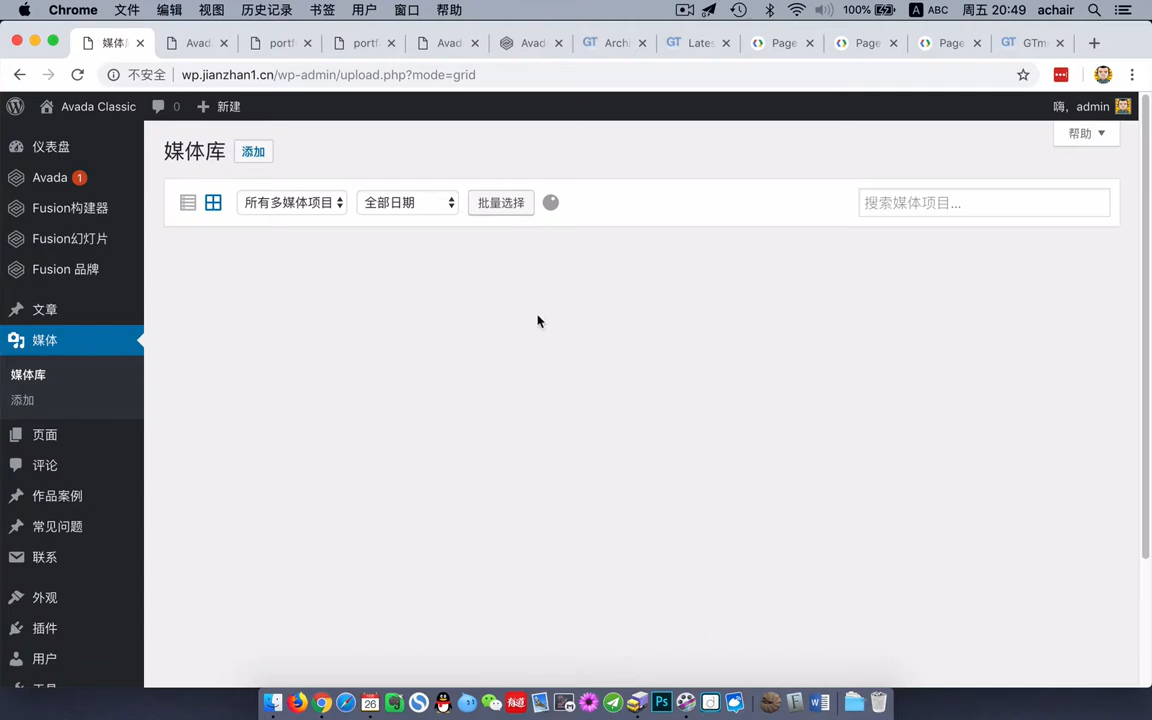 Chrome 文件 编辑 视图 历史记录 书签 用户 窗口 帮助 100% A ABC 周五 20:49 achair
媒体 Avad portf portf Avad Avad GT Arch GT Lates Page Page Page GT GTm
不安全 wp.jianzhan1.cn/wp-admin/upload.php?mode=grid
Avada Classic 0 新建 嗨，admin
帮助
仪表盘
Avada 1
Fusion构建器
Fusion幻灯片
Fusion 品牌
文章
媒体
媒体库
添加
页面
评论
作品案例
常见问题
联系
外观
插件
用户
媒体库 添加
所有多媒体项目 全部日期 批量选择 搜索媒体项目...
26 有道 Ps